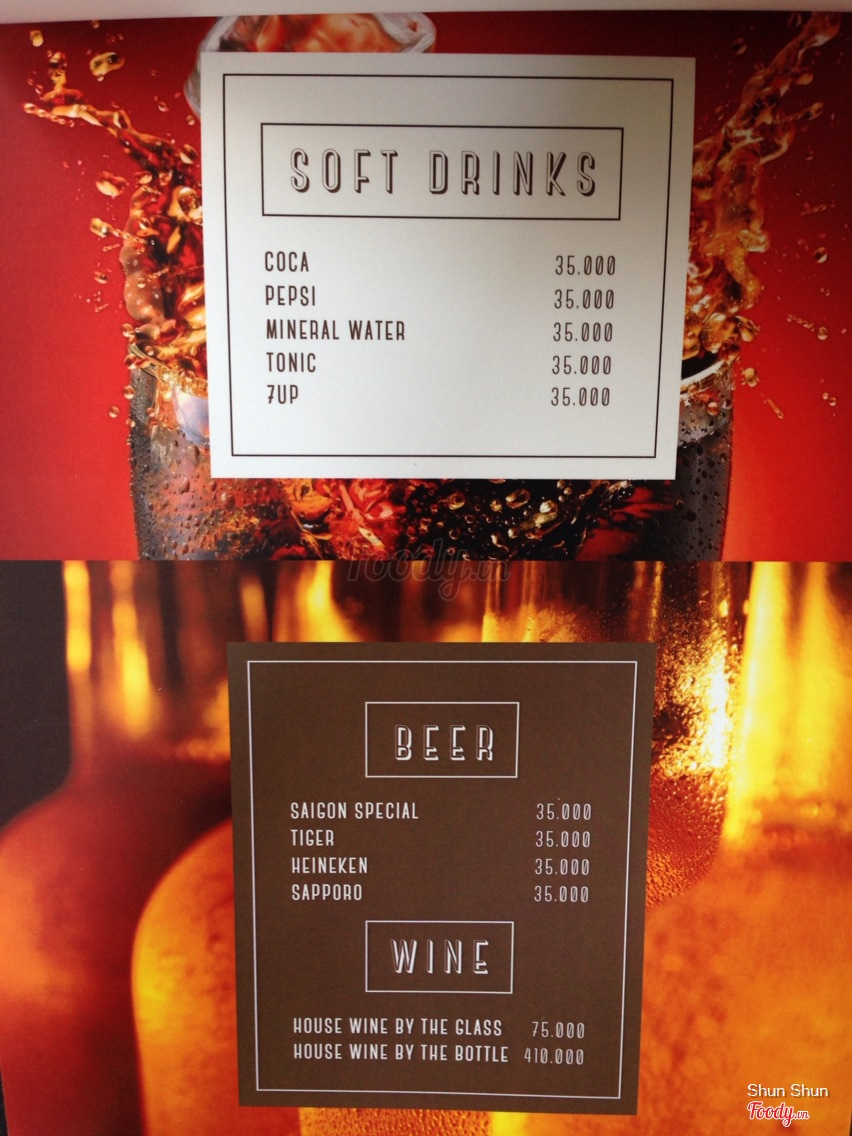 SOFT DRINKS
COCA 35.000
PEPSI 35.000
MINERAL WATER 35.000
TONIC 35.000
7UP 35.000
Foody.vn
BEER
SAIGON SPECIAL 35.000
TIGER 35.000
HEINEKEN 35.000
SAPPORO 35.000
WINE
HOUSE WINE BY THE GLASS 75.000
HOUSE WINE BY THE BOTTLE 410.000
Shun Shun
Foody.vn